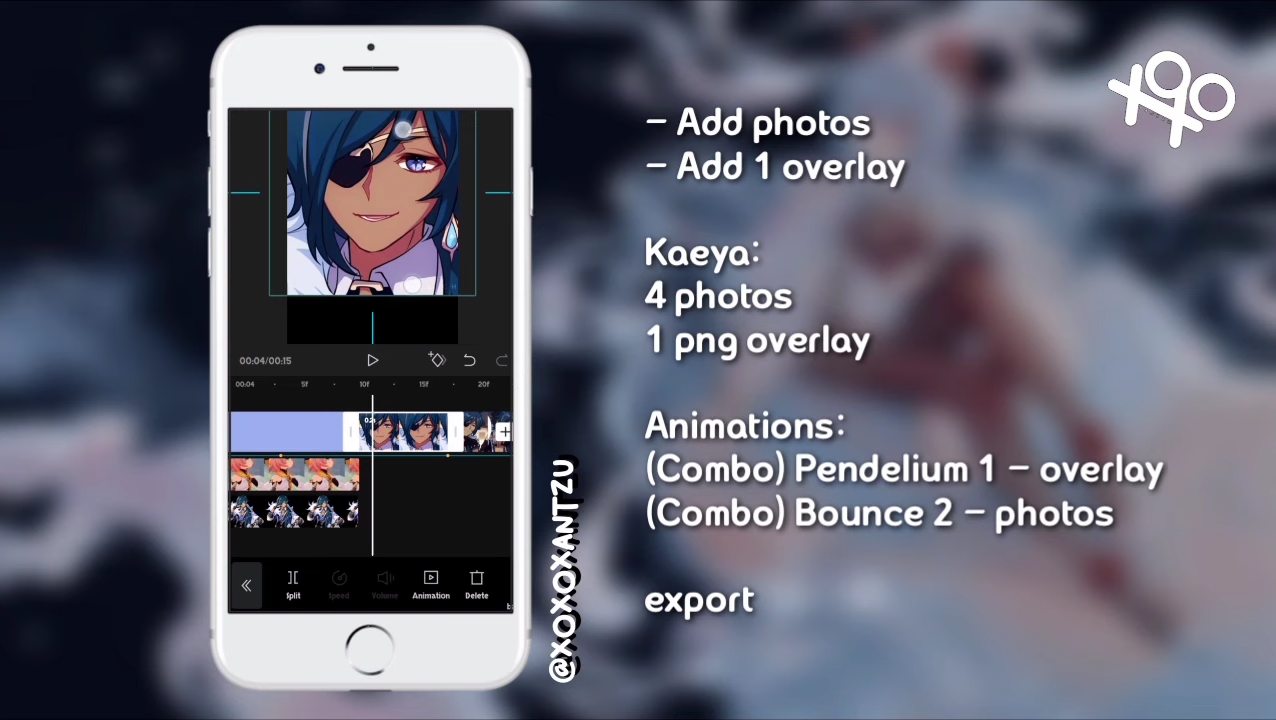 XOXO
- Add photos
- Add 1 overlay
Kaeya:
4 photos
1 png overlay
Animations:
(Combo) Pendelium 1 - overlay
(Combo) Bounce 2 - photos
export
@XOXOXANTZU
00:04/00:15
00:04 5f 10f 15f 20f
Split Speed Volume Animation Delete